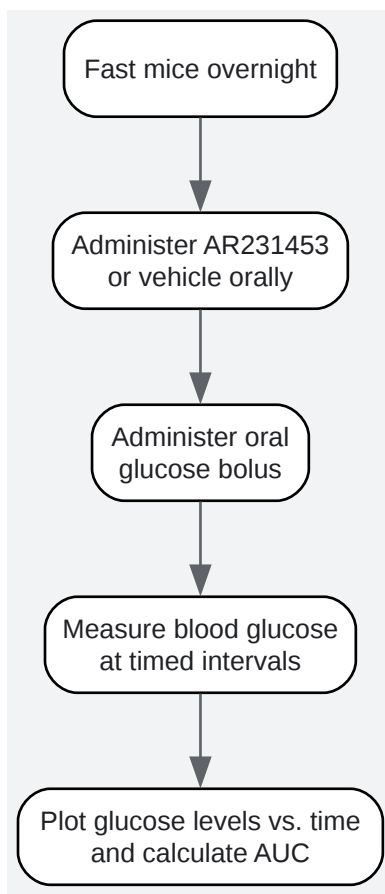 Fast mice overnight
Administer AR231453
or vehicle orally
Administer oral
glucose bolus
Measure blood glucose
at timed intervals
Plot glucose levels vs. time
and calculate AUC